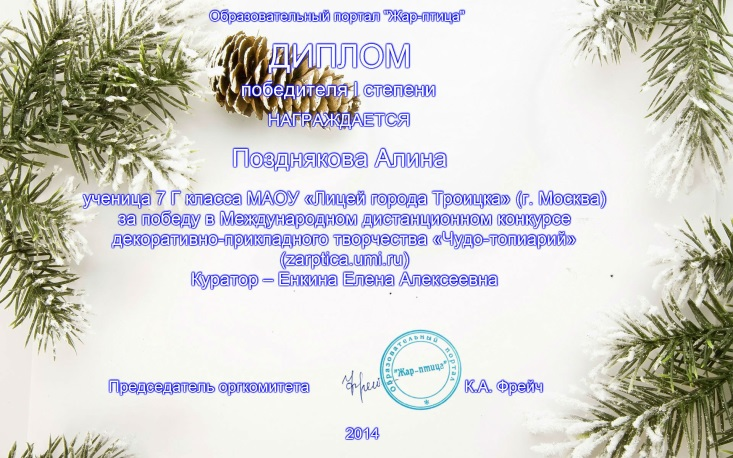 Образовательный портал "Жар-птица"
ДИПЛОМ
победителя I степени
НАГРАЖДАЕТСЯ
Позднякова Алина
ученица 7 Г класса МАОУ «Лицей города Троицка» (г. Москва)
за победу в Международном дистанционном конкурсе
декоративно-прикладного творчества «Чудо-топиарий»
(zarptica.umi.ru)
Куратор – Енкина Елена Алексеевна
Образовательный портал
"Жар-птица"
Председатель оргкомитета К.А. Фрейч
2014